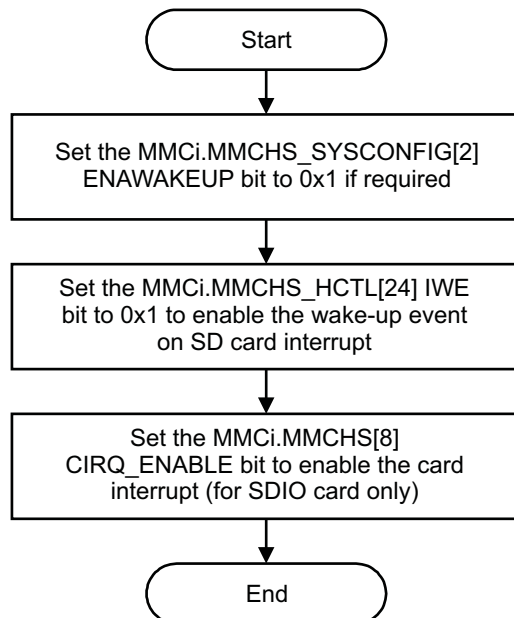 Start
Set the MMCi.MMCHS_SYSCONFIG[2]
ENAWAKEUP bit to 0x1 if required
Set the MMCi.MMCHS_HCTL[24] IWE
bit to 0x1 to enable the wake-up event
on SD card interrupt
Set the MMCi.MMCHS[8]
CIRQ_ENABLE bit to enable the card
interrupt (for SDIO card only)
End